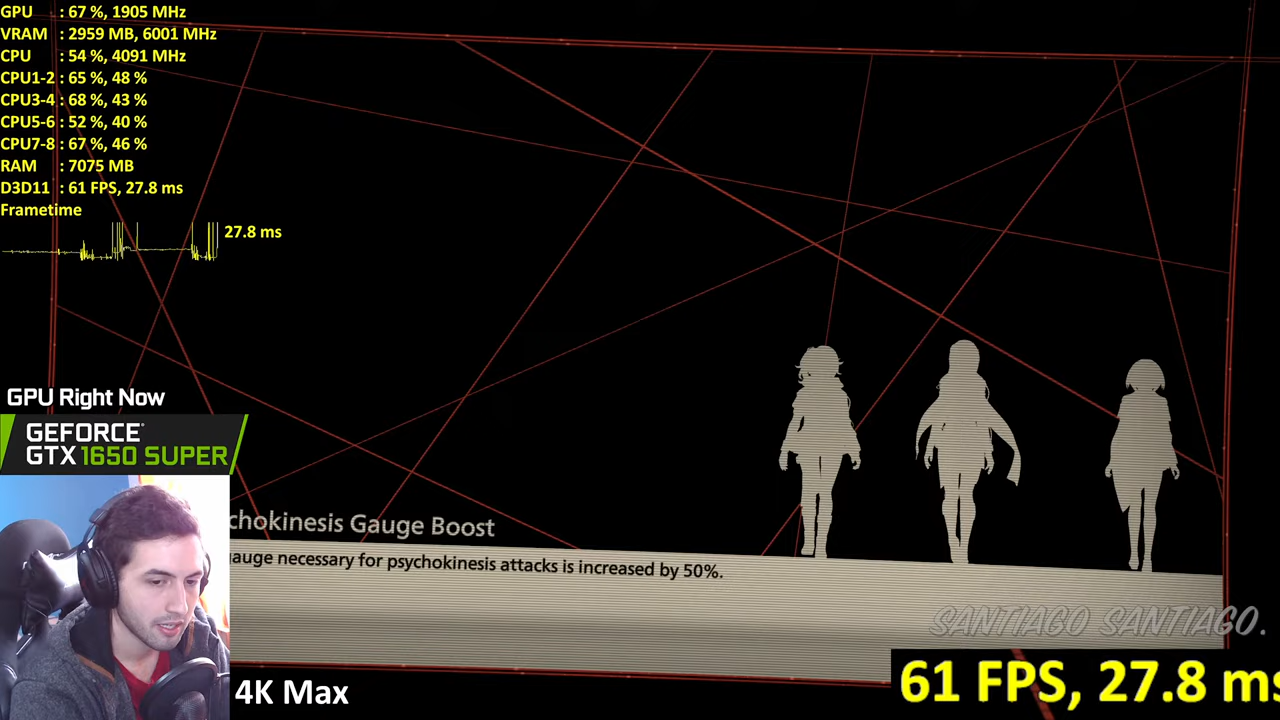 GPU : 67 %, 1905 MHz
VRAM : 2959 MB, 6001 MHz
CPU : 54 %, 4091 MHz
CPU1-2 : 65 %, 48 %
CPU3-4 : 68 %, 43 %
CPU5-6 : 52 %, 40 %
CPU7-8 : 67 %, 46 %
RAM : 7075 MB
D3D11 : 61 FPS, 27.8 ms
Frametime
27.8 ms
GPU Right Now
GEFORCE
GTX 1650 SUPER
chokinesis Gauge Boost
auge necessary for psychokinesis attacks is increased by 50%.
SANTIAGO SANTIAGO.
4K Max
61 FPS, 27.8 ms